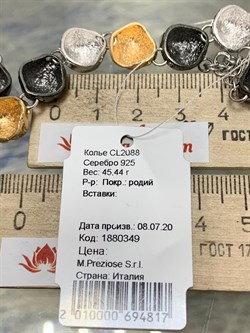 ГОСТ 17
Колье CL2088
Серебро 925
Вес: 45,44 г
Р-р: Покр.: родий
Вставки:
Дата произв.: 08.07.20
Код: 1880349
Цена:
M.Preziose S.r.l.
Страна: Италия
2 010000 694817
ГОСТ